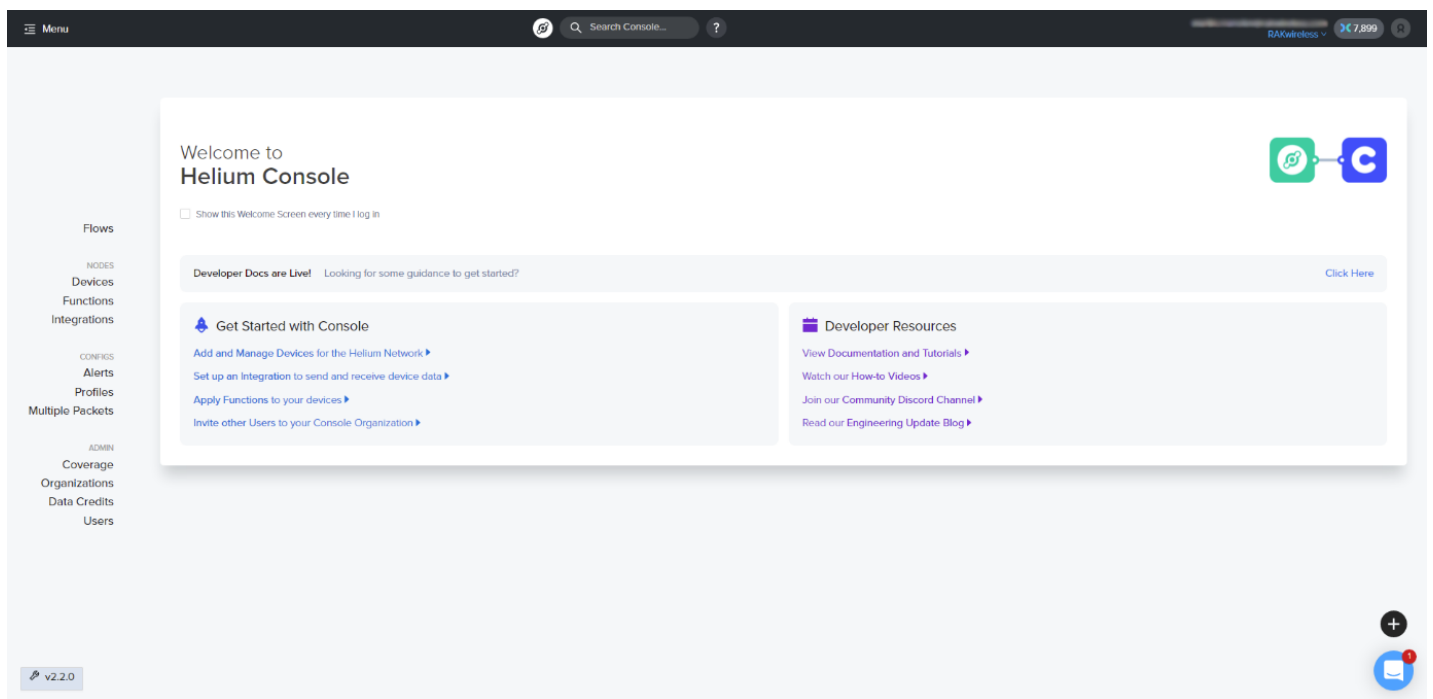 Menu
Search Console...
?
RAKwireless
7,899
Flows
NODES
Devices
Functions
Integrations
CONFIGS
Alerts
Profiles
Multiple Packets
ADMIN
Coverage
Organizations
Data Credits
Users
v2.2.0
Welcome to
Helium Console
Show this Welcome Screen every time I log in
C
Developer Docs are Live! Looking for some guidance to get started? Click Here
Get Started with Console
Add and Manage Devices for the Helium Network
Set up an Integration to send and receive device data
Apply Functions to your devices
Invite other Users to your Console Organization
Developer Resources
View Documentation and Tutorials
Watch our How-to Videos
Join our Community Discord Channel
Read our Engineering Update Blog
+
1